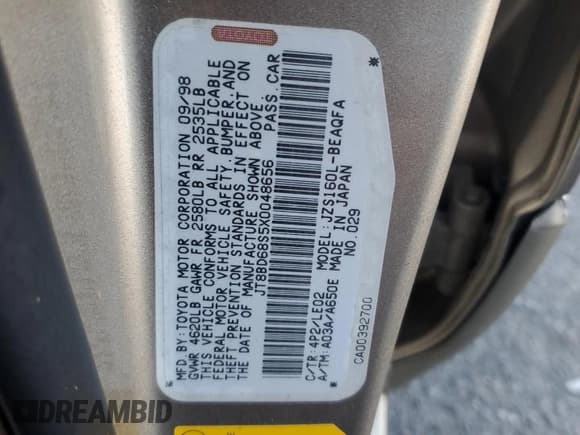 TOYOTA
MFD. BY: TOYOTA MOTOR CORPORATION 09/98
GVWR 4620LB GAWR FR 2580LB RR 2535LB
THIS VEHICLE CONFORMS TO ALL APPLICABLE
FEDERAL MOTOR VEHICLE SAFETY, BUMPER, AND
THEFT PREVENTION STANDARDS IN EFFECT ON
THE DATE OF MANUFACTURE SHOWN ABOVE.
JT8BD68S5X0048656 PASS. CAR
C/TR: 4P2/LE02 MODEL: JZS160L-BEAQFA
A/TM: A03A/A650E MADE IN JAPAN
NO. 029
CA00392700
DREAMBID